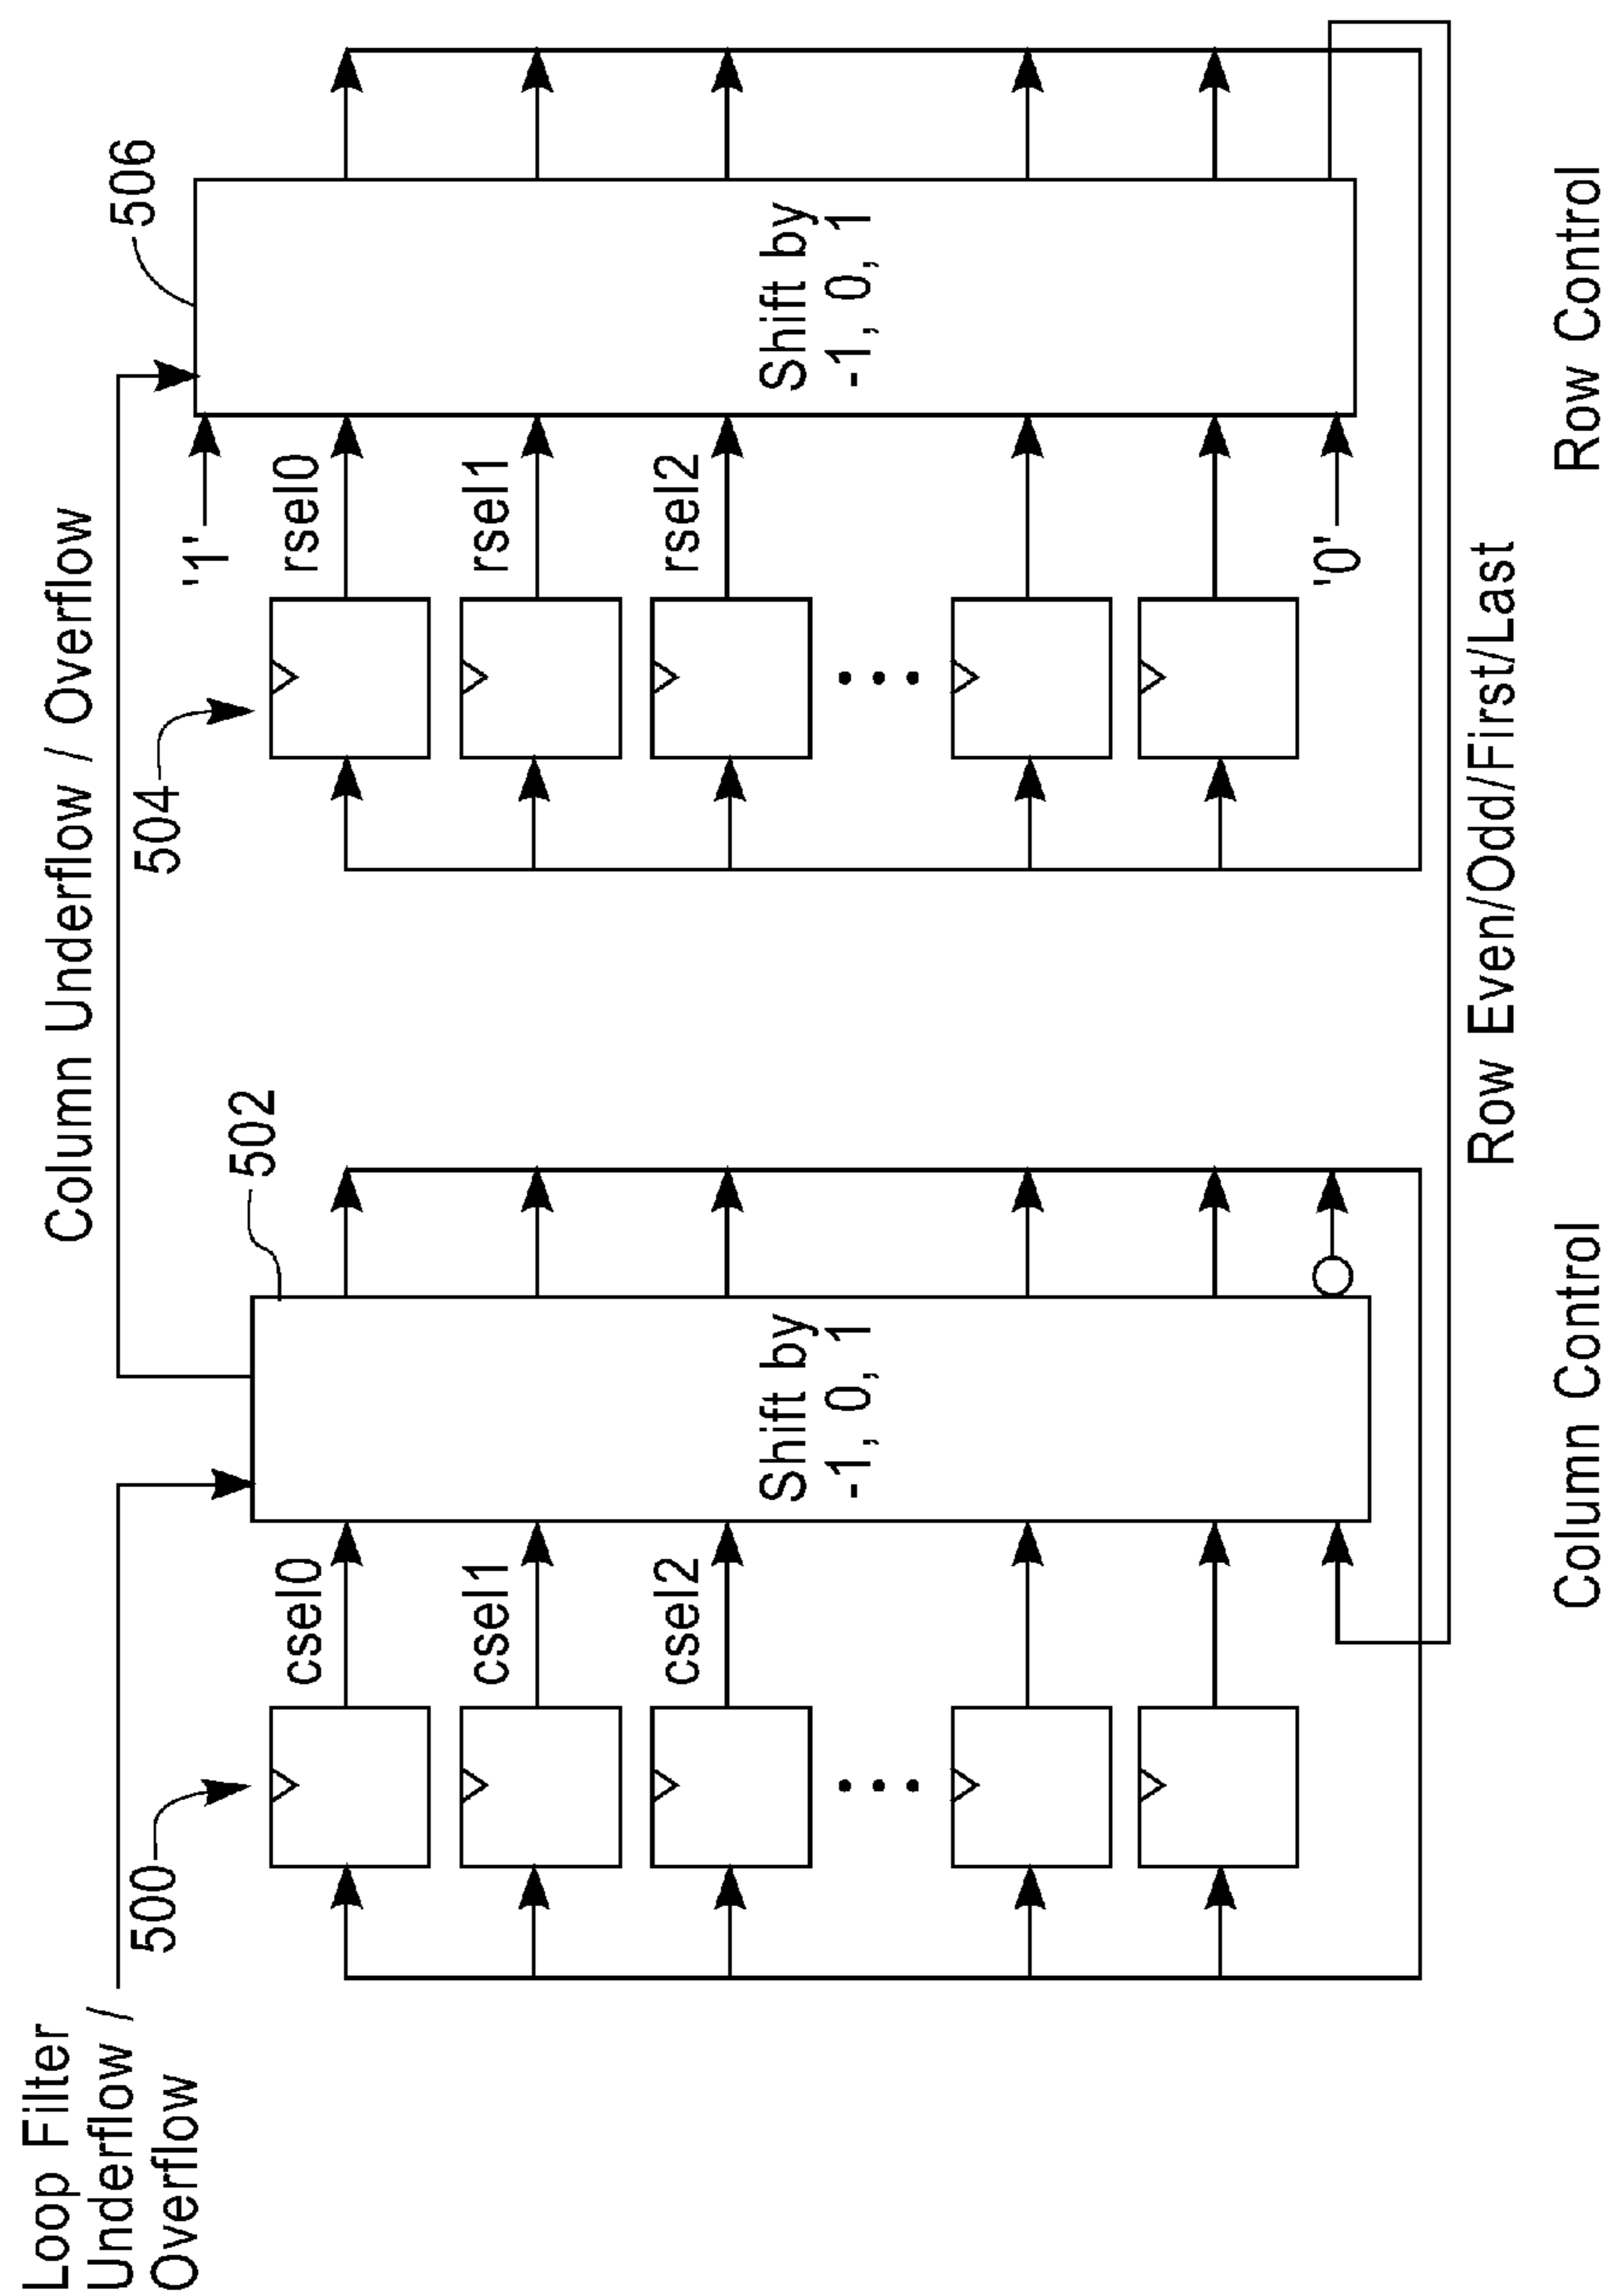 Loop Filter
Underflow /
Overflow
Column Underflow / Overflow
500
502
504
506
csel0
csel1
csel2
Shift by
-1, 0, 1
'1'
rsel0
rsel1
rsel2
'0'
Shift by
-1, 0, 1
Row Even/Odd/First/Last
Column Control
Row Control